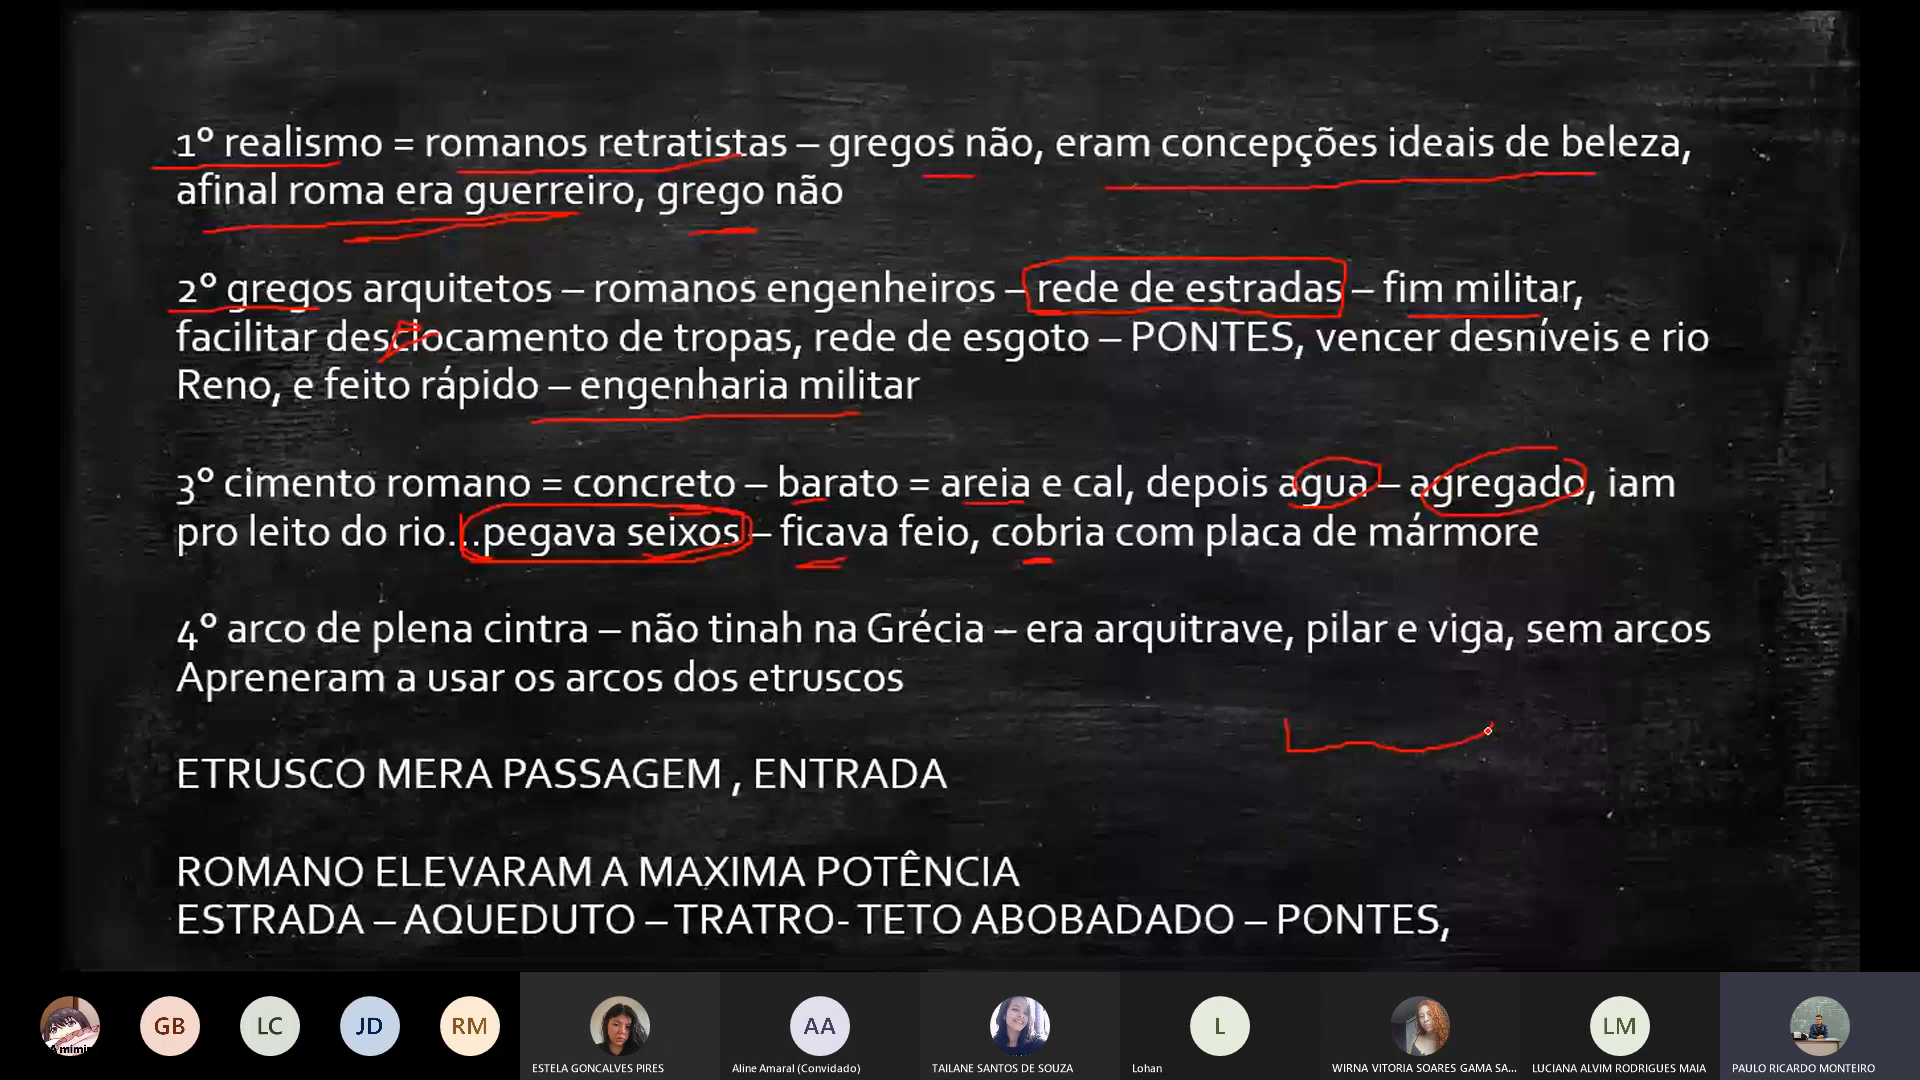 1º realismo = romanos retratistas – gregos não, eram concepções ideais de beleza,
afinal roma era guerreiro, grego não
2º gregos arquitetos – romanos engenheiros – rede de estradas – fim militar,
facilitar desclocamento de tropas, rede de esgoto – PONTES, vencer desníveis e rio
Reno, e feito rápido – engenharia militar
3º cimento romano = concreto – barato = areia e cal, depois agua – agregado, iam
pro leito do rio...pegava seixos – ficava feio, cobria com placa de mármore
4º arco de plena cintra – não tinah na Grécia – era arquitrave, pilar e viga, sem arcos
Apreneram a usar os arcos dos etruscos
ETRUSCO MERA PASSAGEM , ENTRADA
ROMANO ELEVARAM A MAXIMA POTÊNCIA
ESTRADA – AQUEDUTO – TRATRO- TETO ABOBADADO – PONTES,
GB LC JD RM AA L LM
ESTELA GONCALVES PIRES Aline Amaral (Convidado) TAILANE SANTOS DE SOUZA Lohan WIRNA VITORIA SOARES GAMA SA... LUCIANA ALVIM RODRIGUES MAIA PAULO RICARDO MONTEIRO